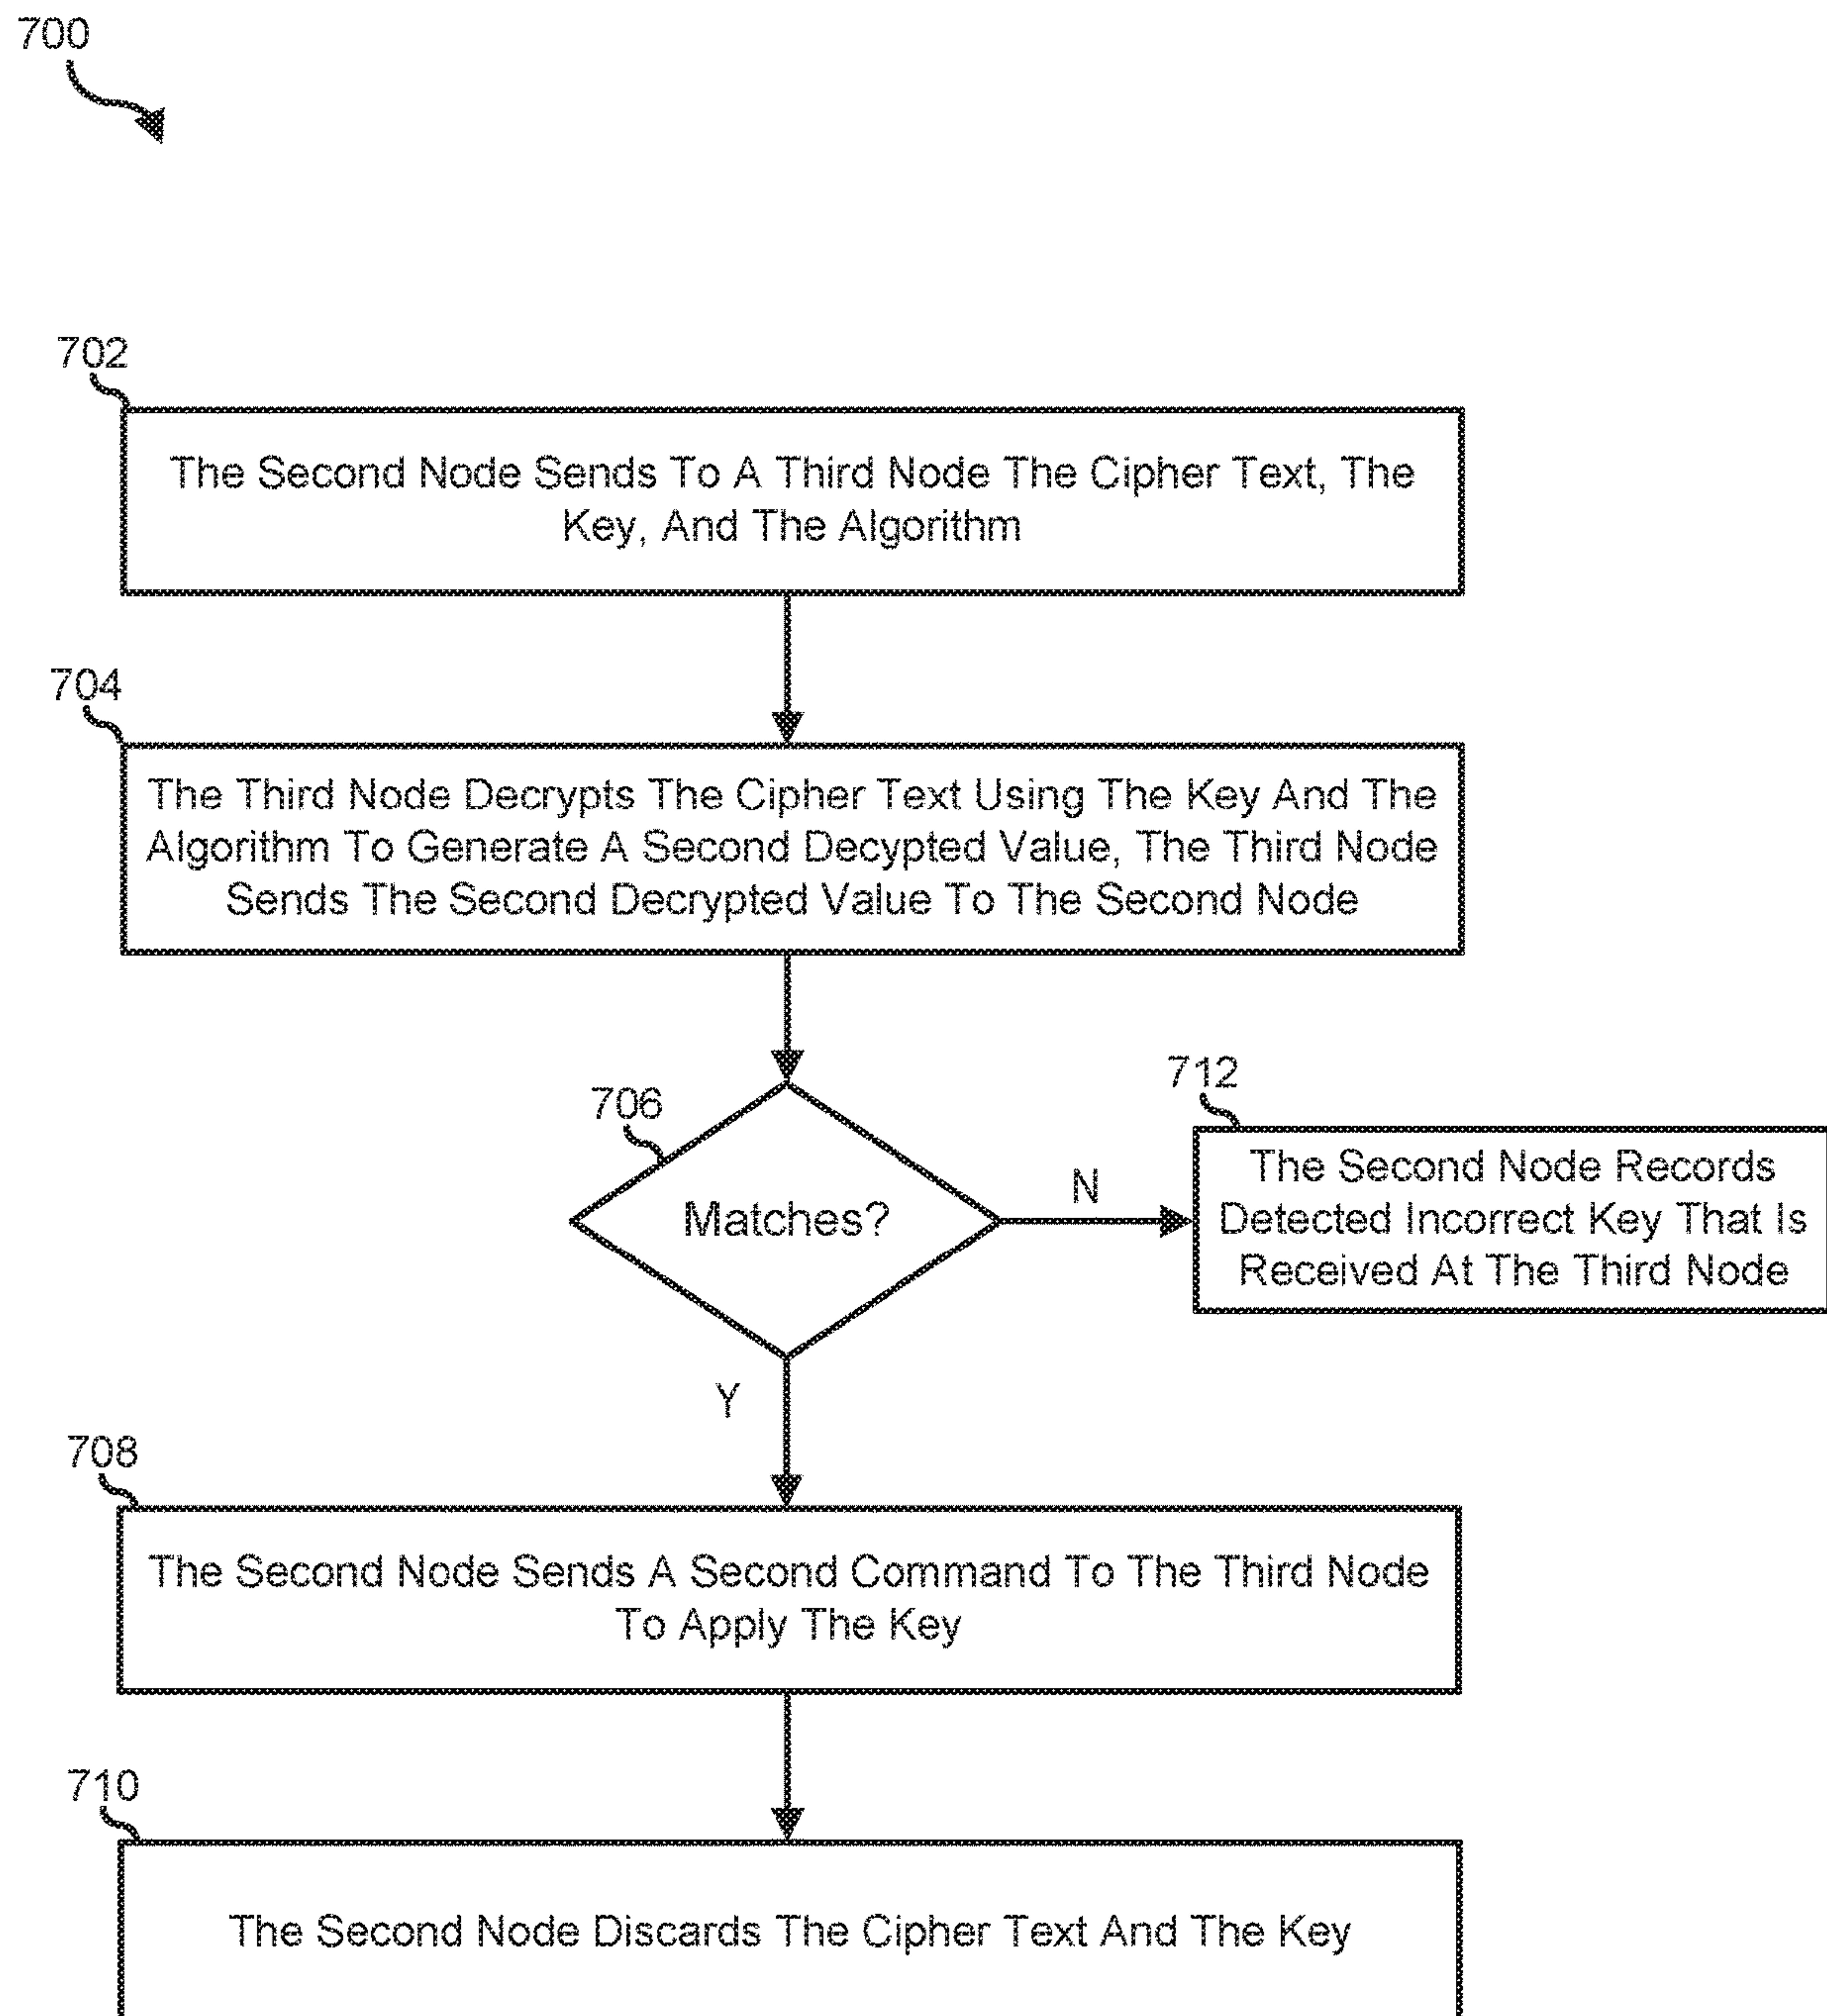 700
702
The Second Node Sends To A Third Node The Cipher Text, The
Key, And The Algorithm
704
The Third Node Decrypts The Cipher Text Using The Key And The
Algorithm To Generate A Second Decypted Value, The Third Node
Sends The Second Decrypted Value To The Second Node
706
Matches?
N
712
The Second Node Records
Detected Incorrect Key That Is
Received At The Third Node
Y
708
The Second Node Sends A Second Command To The Third Node
To Apply The Key
710
The Second Node Discards The Cipher Text And The Key